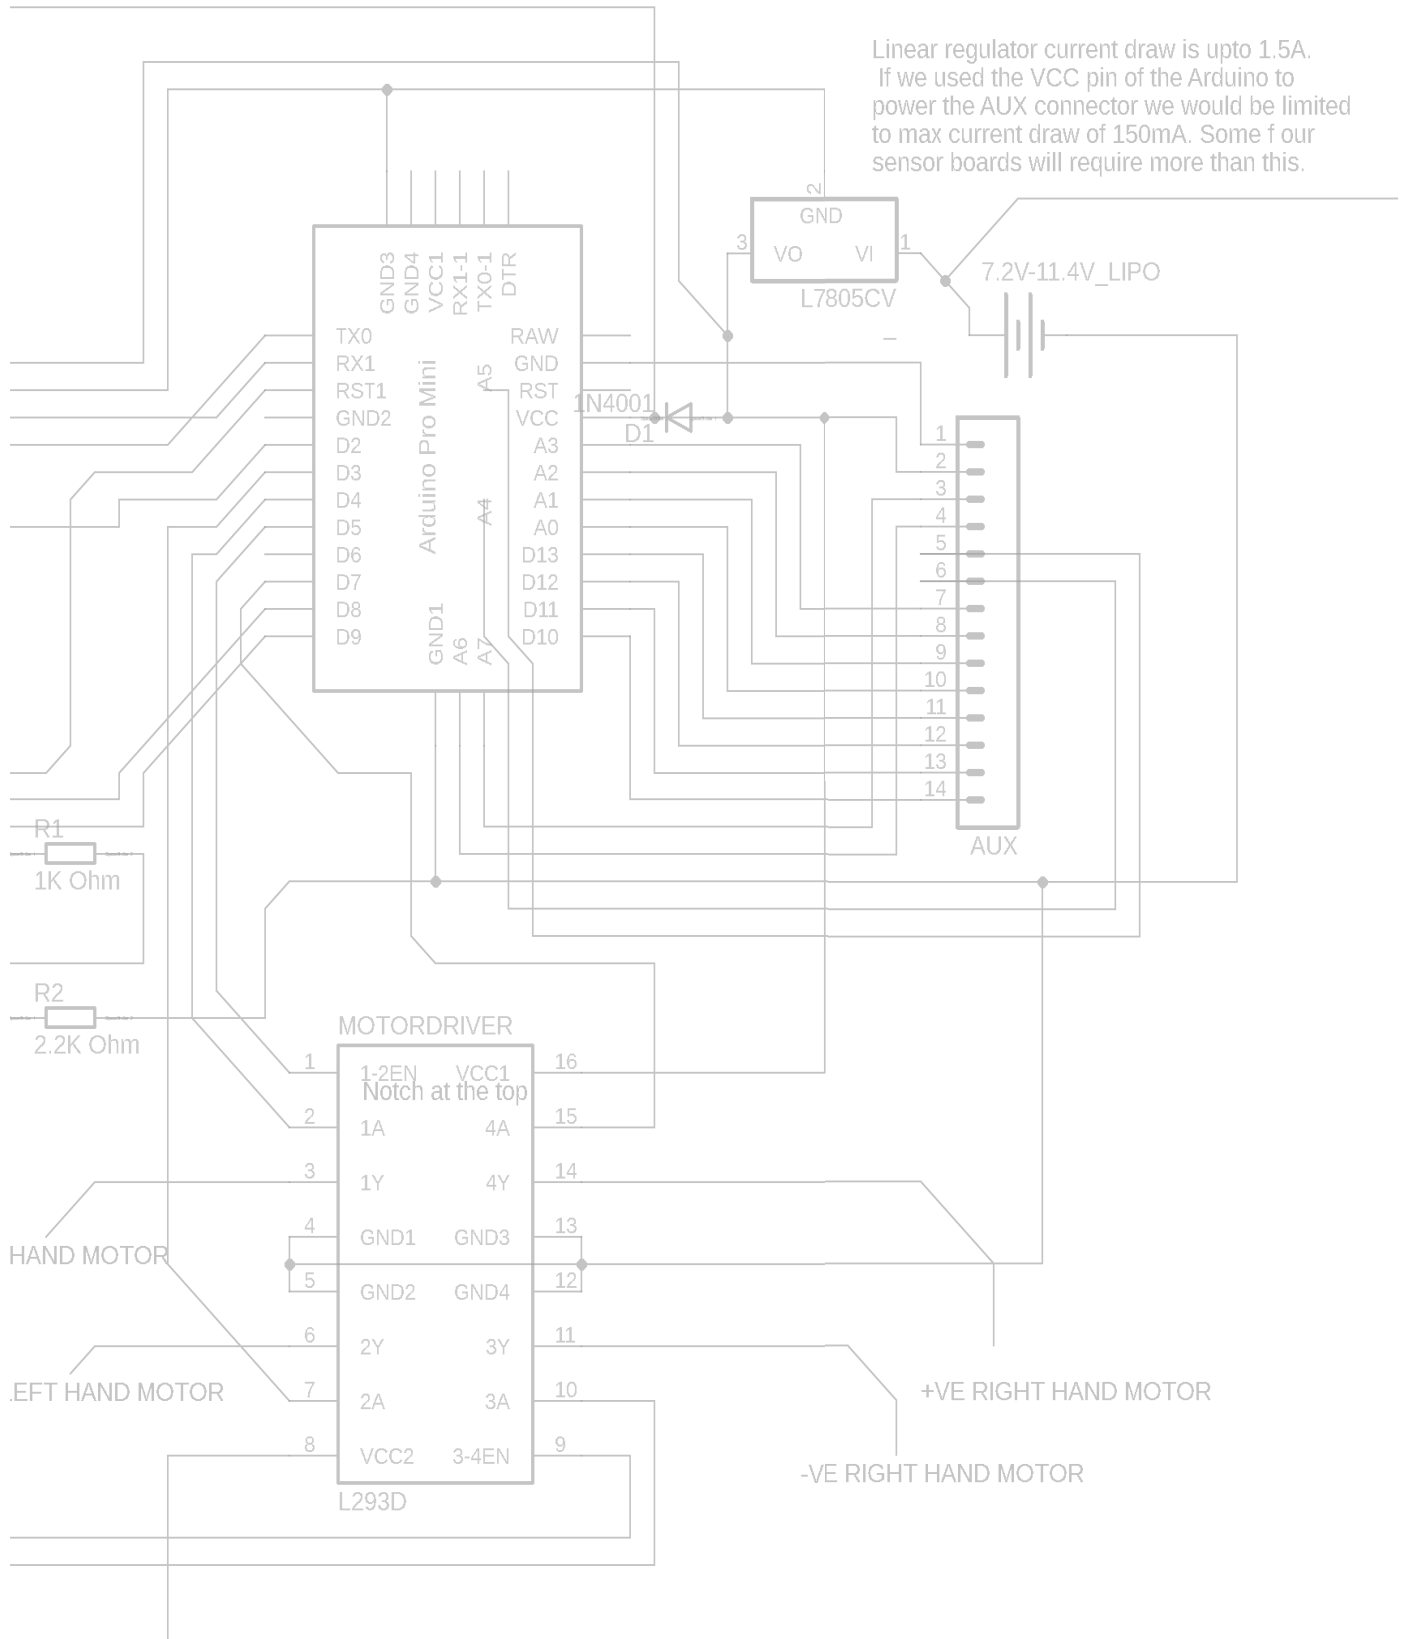 Linear regulator current draw is upto 1.5A.
If we used the VCC pin of the Arduino to
power the AUX connector we would be limited
to max current draw of 150mA. Some f our
sensor boards will require more than this.
2
GND
3
VO
VI
1
L7805CV
7.2V-11.4V_LIPO
GND3
GND4
VCC1
RX1-1
TX0-1
DTR
TX0
RX1
RST1
GND2
D2
D3
D4
D5
D6
D7
D8
D9
Arduino Pro Mini
A5
A4
GND1
A6
A7
RAW
GND
RST
VCC
A3
A2
A1
A0
D13
D12
D11
D10
1N4001
D1
1
2
3
4
5
6
7
8
9
10
11
12
13
14
AUX
R1
1K Ohm
R2
2.2K Ohm
MOTORDRIVER
1
2
3
4
5
6
7
8
1-2EN
Notch at the top
1A
1Y
GND1
GND2
2Y
2A
VCC2
VCC1
4A
4Y
GND3
GND4
3Y
3A
3-4EN
16
15
14
13
12
11
10
9
L293D
HAND MOTOR
LEFT HAND MOTOR
+VE RIGHT HAND MOTOR
-VE RIGHT HAND MOTOR